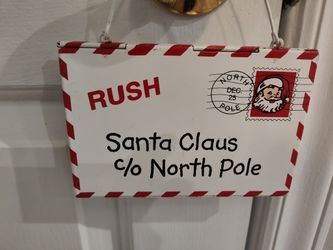 RUSH
NORTH
DEC.
25
POLE
Santa Claus
c/o North Pole